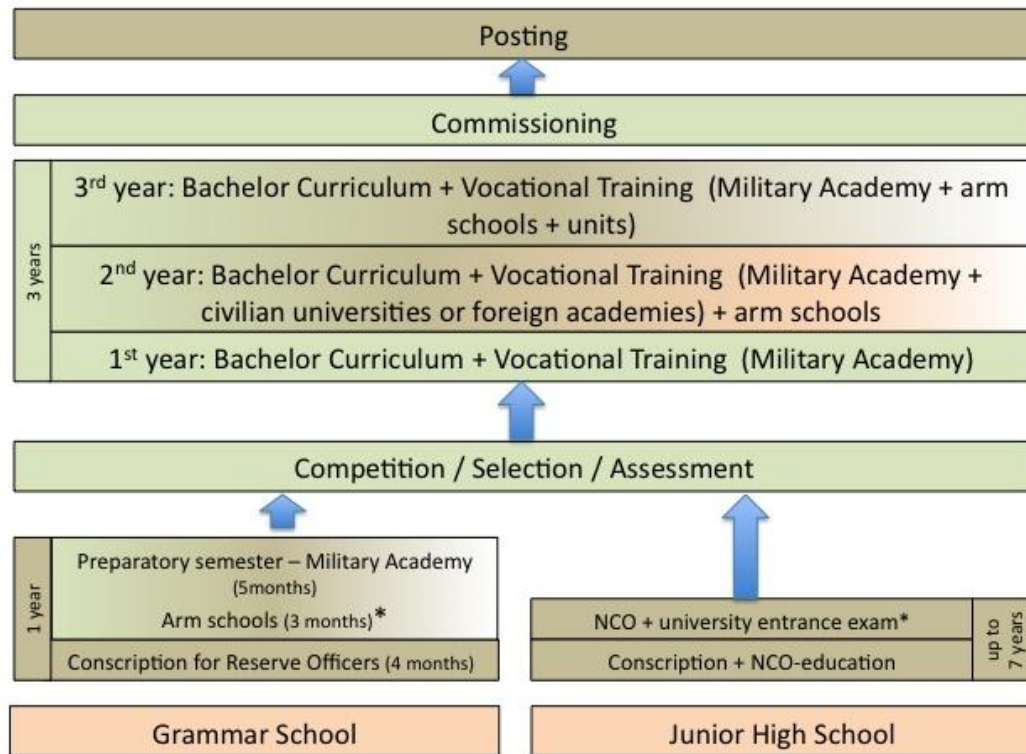 Posting
Commissioning
3 years
3rd year: Bachelor Curriculum + Vocational Training (Military Academy + arm
schools + units)
2nd year: Bachelor Curriculum + Vocational Training (Military Academy +
civilian universities or foreign academies) + arm schools
1st year: Bachelor Curriculum + Vocational Training (Military Academy)
Competition / Selection / Assessment
1 year
Preparatory semester – Military Academy
(5months)
Arm schools (3 months)*
Conscription for Reserve Officers (4 months)
NCO + university entrance exam*
Conscription + NCO-education
up to
7 years
Grammar School
Junior High School